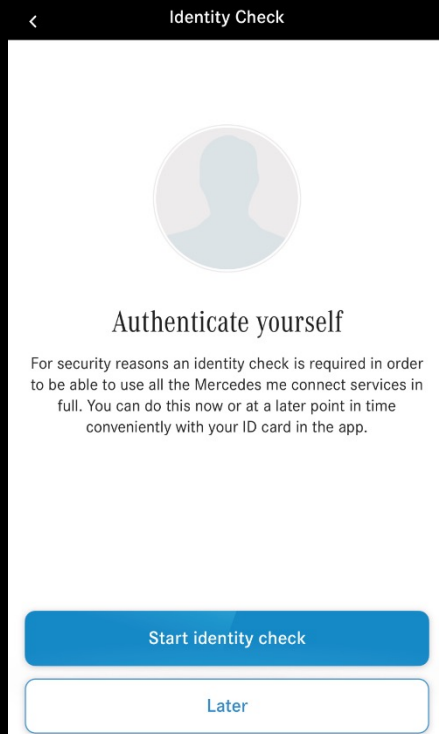 Identity Check
Authenticate yourself
For security reasons an identity check is required in order
to be able to use all the Mercedes me connect services in
full. You can do this now or at a later point in time
conveniently with your ID card in the app.
Start identity check
Later